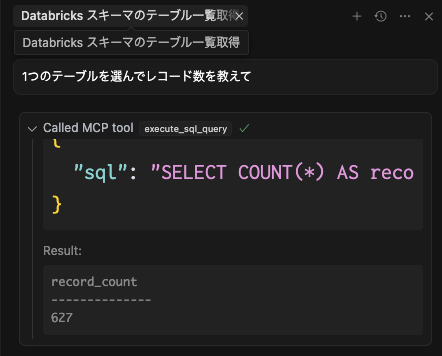 Databricks スキーマのテーブル一覧取得
Databricks スキーマのテーブル一覧取得
1つのテーブルを選んでレコード数を教えて
Called MCP tool execute_sql_query
{
"sql": "SELECT COUNT(*) AS reco
}
Result:
record_count
--------------
627